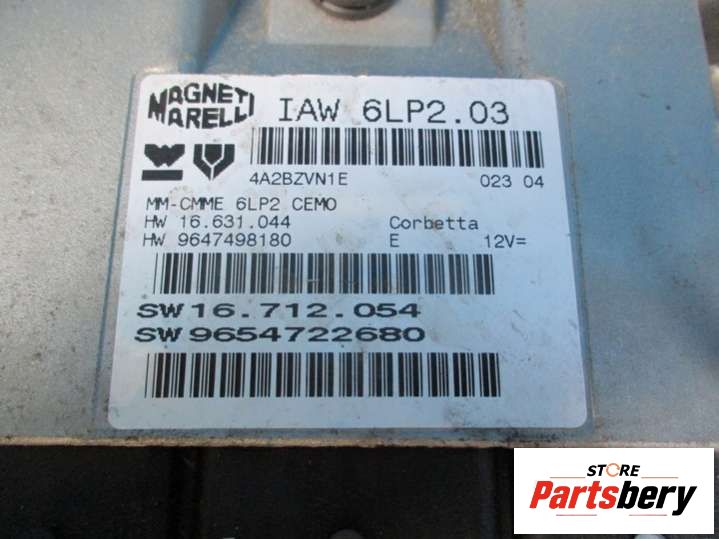 MAGNETI
MARELLI
IAW 6LP2.03
4A2BZVN1E 023 04
MM-CMME 6LP2 CEMO
HW 16.631.044 Corbetta
HW 9647498180 E 12V=
SW 16.712.054
SW 9654722680
STORE
Partsbery